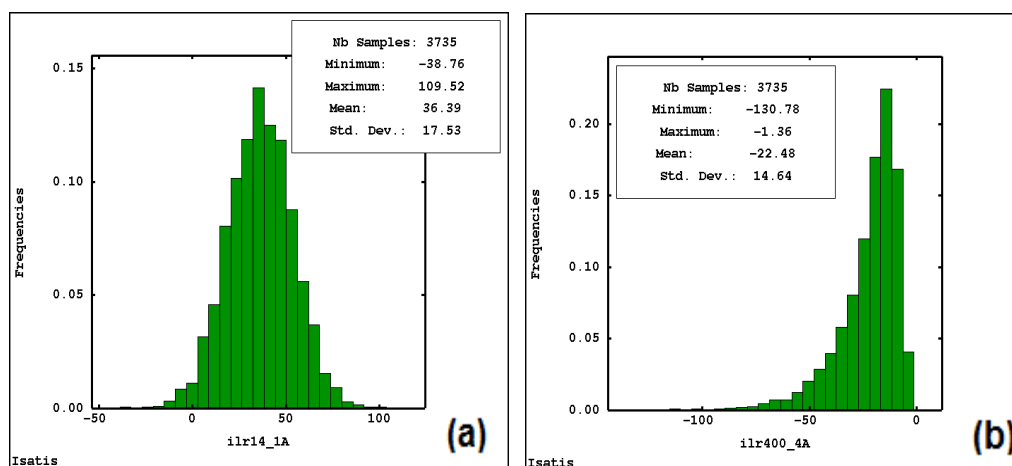 Nb Samples: 3735
Minimum: -38.76
Maximum: 109.52
Mean: 36.39
Std. Dev.: 17.53
0.15
0.10
0.05
0.00
Frequencies
-50 0 50 100
ilr14_1A
Isatis
(a)
Nb Samples: 3735
Minimum: -130.78
Maximum: -1.36
Mean: -22.48
Std. Dev.: 14.64
0.20
0.15
0.10
0.05
0.00
Frequencies
-100 -50 0
ilr400_4A
Isatis
(b)